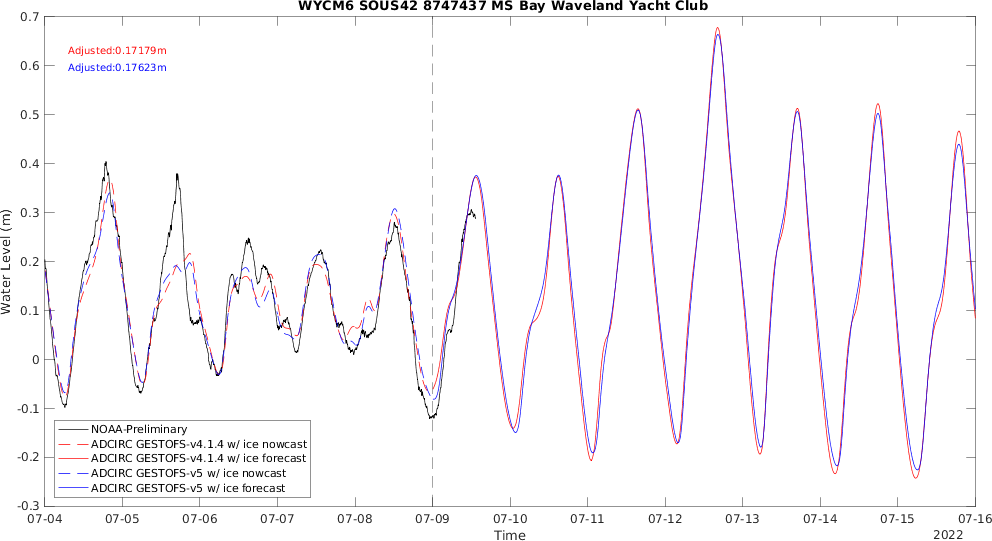 WYCM6 SOUS42 8747437 MS Bay Waveland Yacht Club
0.7
0.6
0.5
0.4
0.3
0.2
0.1
0
-0.1
-0.2
-0.3
Water Level (m)
Adjusted:0.17179m
Adjusted:0.17623m
NOAA-Preliminary
ADCIRC GESTOFS-v4.1.4 w/ ice nowcast
ADCIRC GESTOFS-v4.1.4 w/ ice forecast
ADCIRC GESTOFS-v5 w/ ice nowcast
ADCIRC GESTOFS-v5 w/ ice forecast
07-04 07-05 07-06 07-07 07-08 07-09 07-10 07-11 07-12 07-13 07-14 07-15 07-16
Time
2022